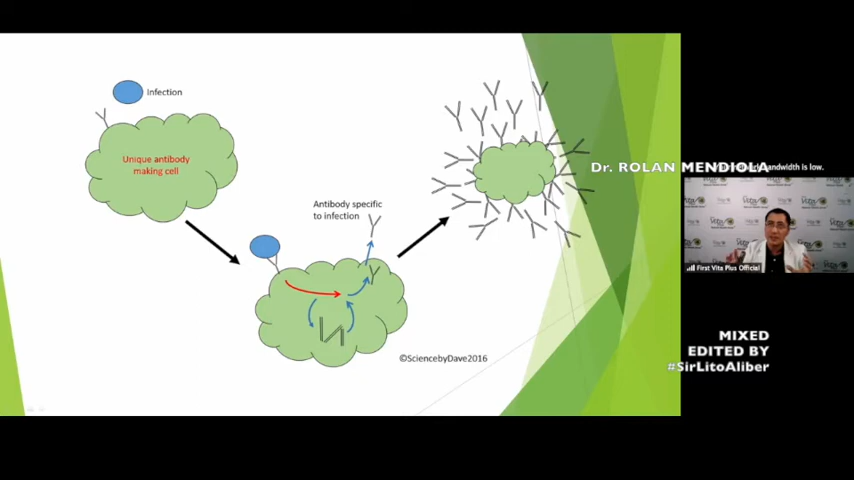 Infection
Unique antibody
making cell
Antibody specific
to infection
©SciencebyDave2016
Dr. ROLAN MENDIOLA
bandwidth is low.
First Vita Plus Official
MIXED
EDITED BY
#SirLitoAliber